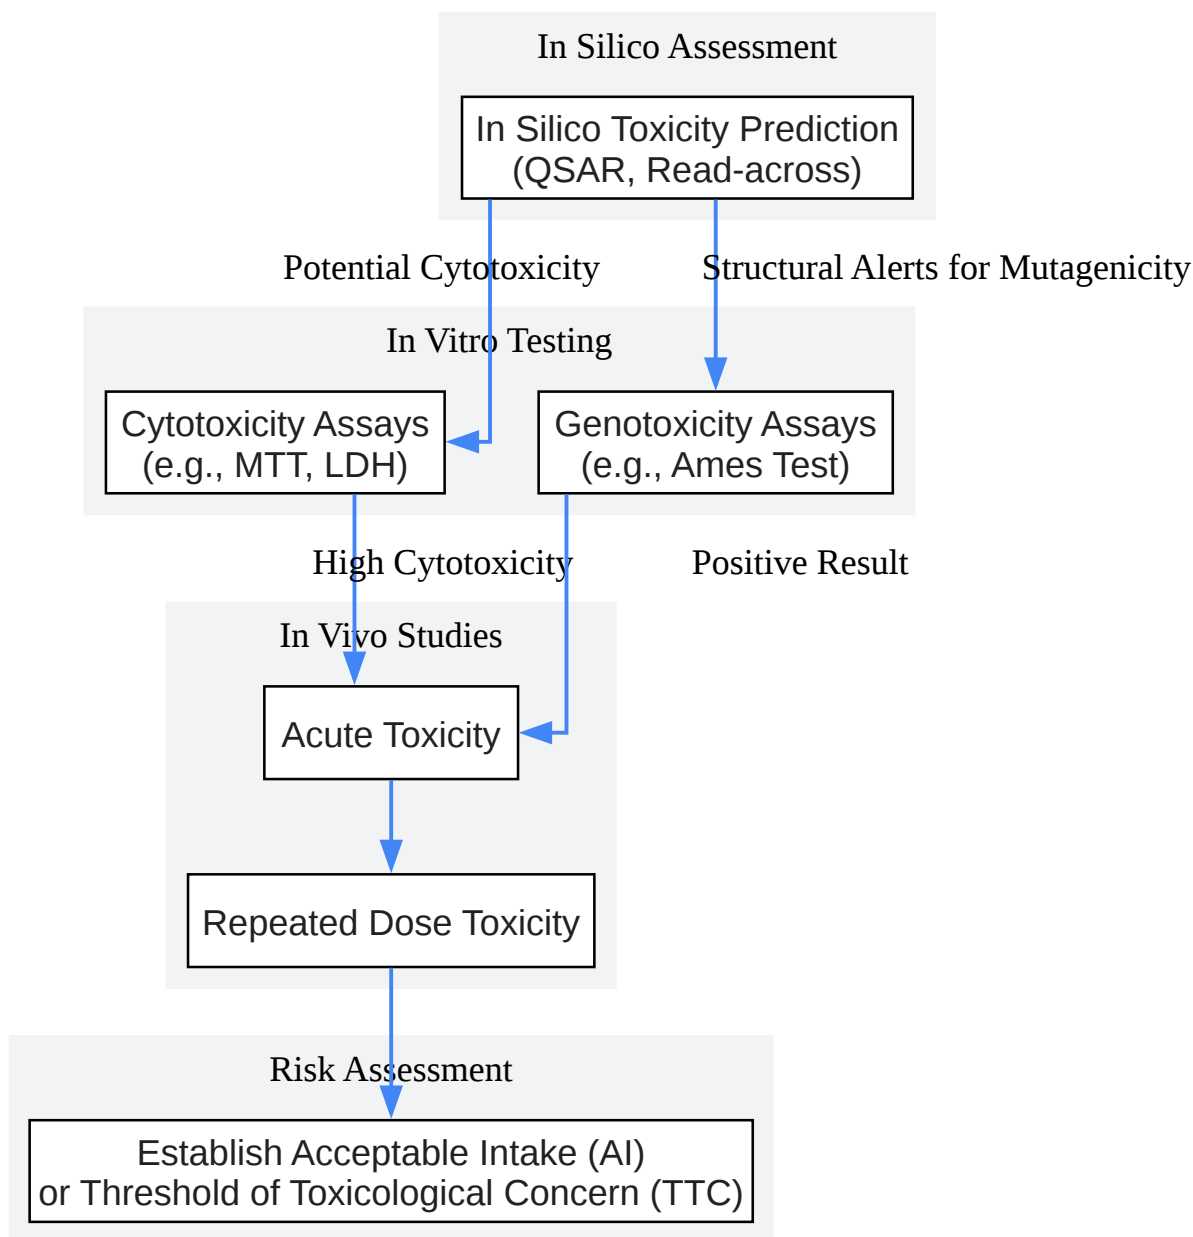 In Silico Assessment
In Silico Toxicity Prediction
(QSAR, Read-across)
Potential Cytotoxicity
Structural Alerts for Mutagenicity
In Vitro Testing
Cytotoxicity Assays
(e.g., MTT, LDH)
Genotoxicity Assays
(e.g., Ames Test)
High Cytotoxicity
Positive Result
In Vivo Studies
Acute Toxicity
Repeated Dose Toxicity
Risk Assessment
Establish Acceptable Intake (AI)
or Threshold of Toxicological Concern (TTC)